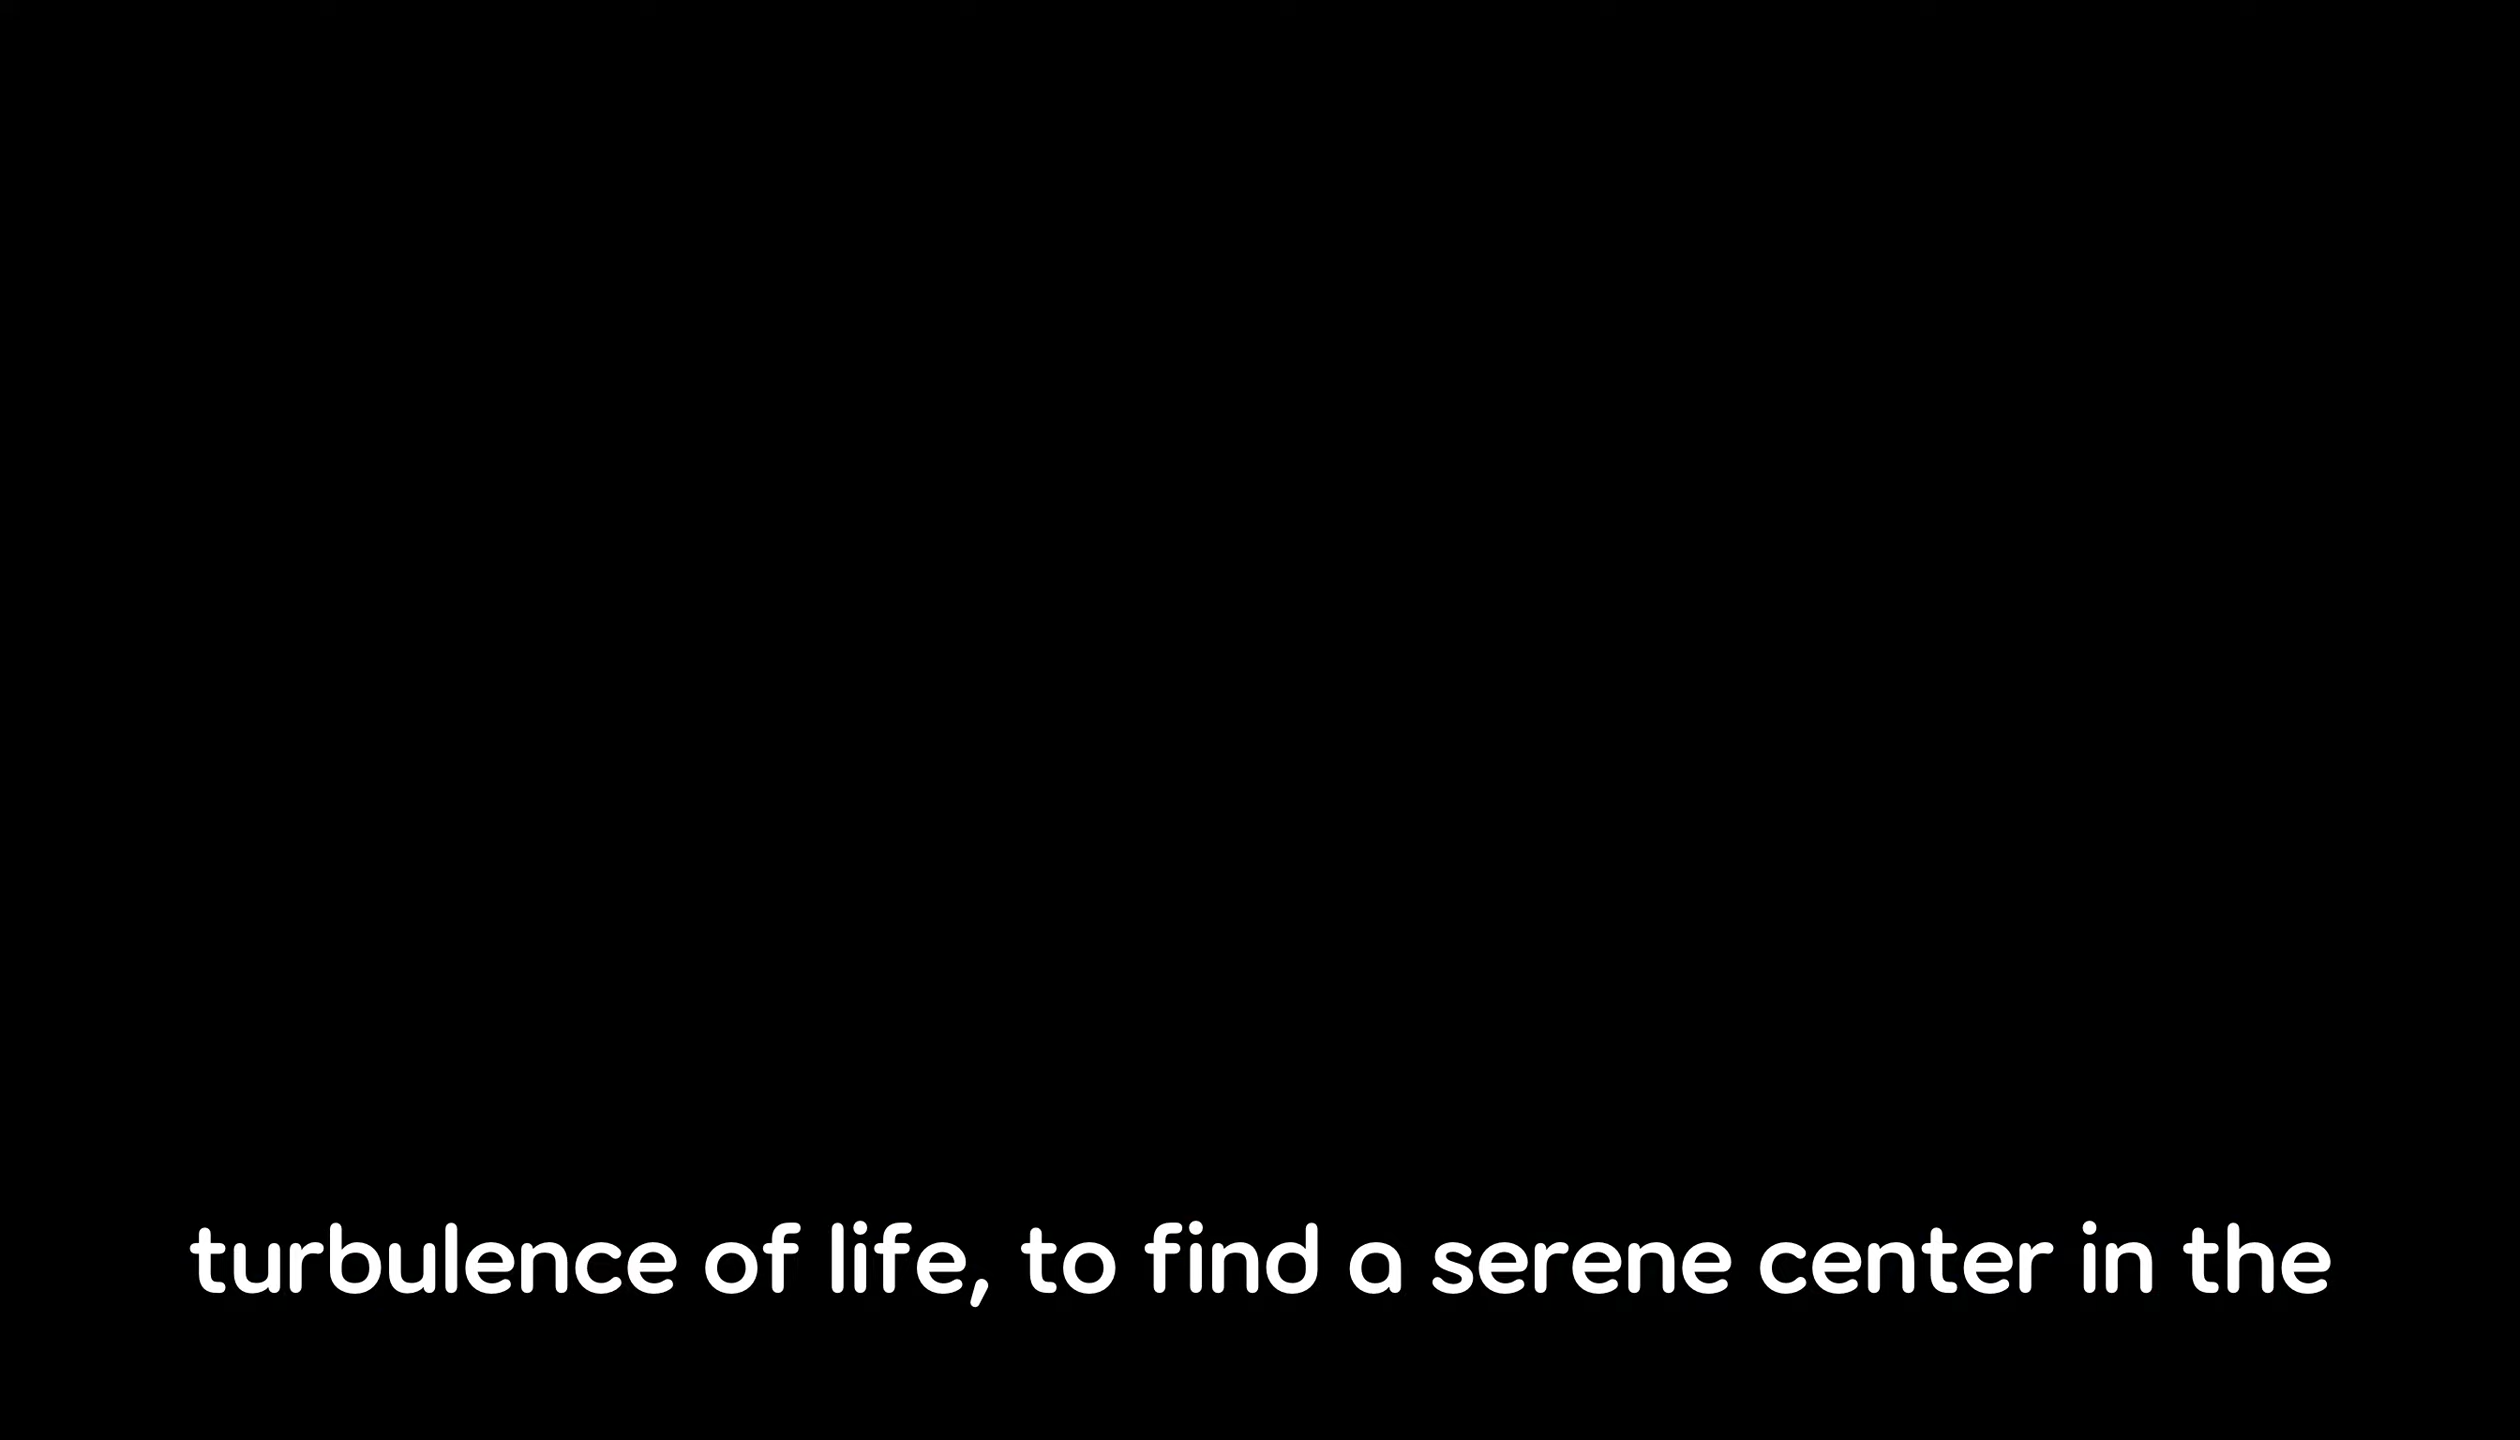 turbulence of life, to find a serene center in the